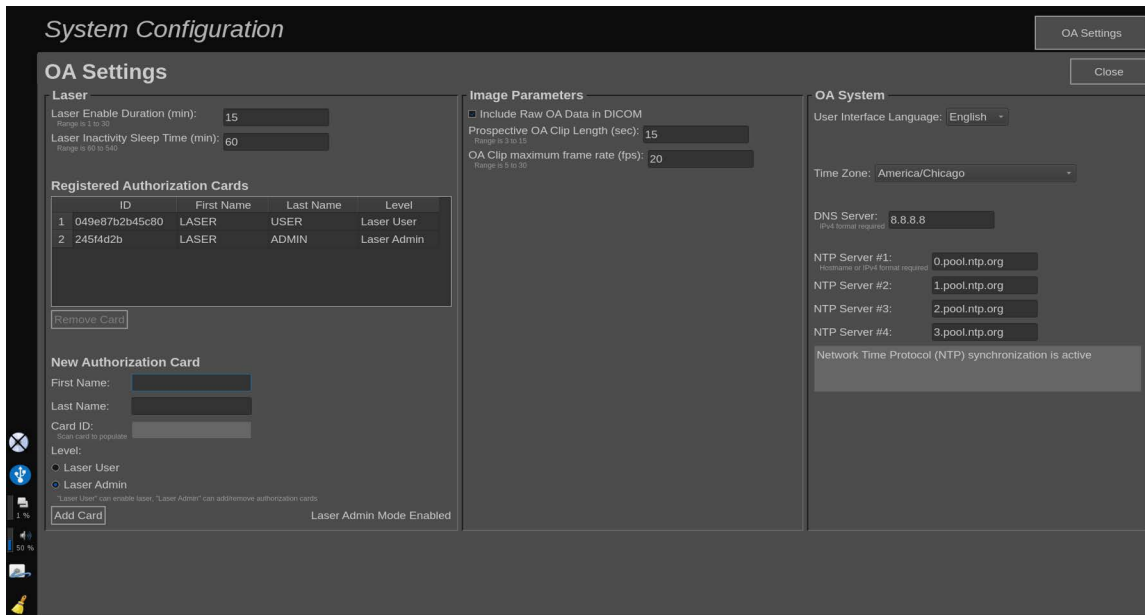 System Configuration
OA Settings
OA Settings
Close
Laser
Laser Enable Duration (min): 15
Range is 1 to 30
Laser Inactivity Sleep Time (min): 60
Range is 60 to 540
Registered Authorization Cards
ID First Name Last Name Level
1 049e87b2b45c80 LASER USER Laser User
2 245f4d2b LASER ADMIN Laser Admin
Remove Card
New Authorization Card
First Name:
Last Name:
Card ID:
Scan card to populate
Level:
Laser User
Laser Admin
"Laser User" can enable laser, "Laser Admin" can add/remove authorization cards
Add Card Laser Admin Mode Enabled
Image Parameters
Include Raw OA Data in DICOM
Prospective OA Clip Length (sec): 15
Range is 3 to 15
OA Clip maximum frame rate (fps): 20
Range is 5 to 30
OA System
User Interface Language: English
Time Zone: America/Chicago
DNS Server: 8.8.8.8
IPv4 format required
NTP Server #1: 0.pool.ntp.org
Hostname or IPv4 format required
NTP Server #2: 1.pool.ntp.org
NTP Server #3: 2.pool.ntp.org
NTP Server #4: 3.pool.ntp.org
Network Time Protocol (NTP) synchronization is active
1 %
50 %